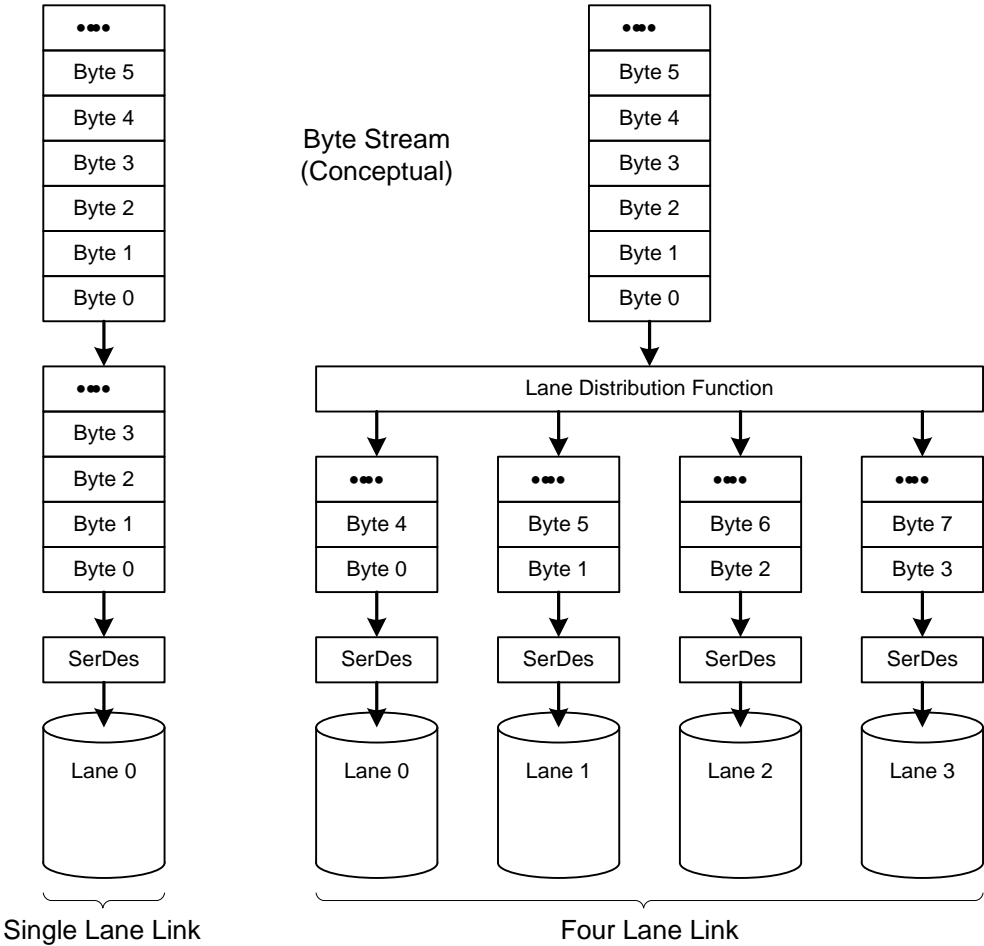 ••••
Byte 5
Byte 4
Byte 3
Byte 2
Byte 1
Byte 0
••••
Byte 3
Byte 2
Byte 1
Byte 0
SerDes
Lane 0
Single Lane Link
Byte Stream
(Conceptual)
••••
Byte 5
Byte 4
Byte 3
Byte 2
Byte 1
Byte 0
Lane Distribution Function
••••
Byte 4
Byte 0
SerDes
Lane 0
••••
Byte 5
Byte 1
SerDes
Lane 1
••••
Byte 6
Byte 2
SerDes
Lane 2
••••
Byte 7
Byte 3
SerDes
Lane 3
Four Lane Link